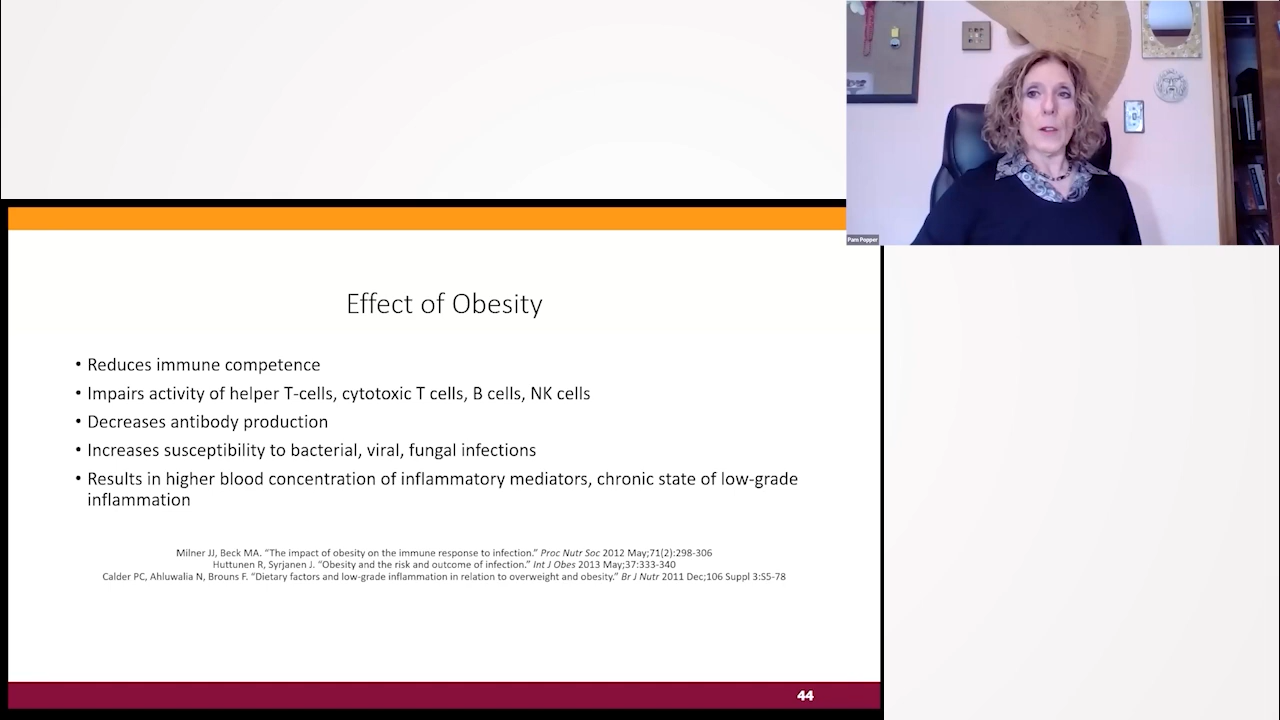 Pam Popper
Effect of Obesity
• Reduces immune competence
• Impairs activity of helper T-cells, cytotoxic T cells, B cells, NK cells
• Decreases antibody production
• Increases susceptibility to bacterial, viral, fungal infections
• Results in higher blood concentration of inflammatory mediators, chronic state of low-grade
inflammation
Milner JJ, Beck MA. “The impact of obesity on the immune response to infection.” Proc Nutr Soc 2012 May;71(2):298-306
Huttunen R, Syrjanen J. “Obesity and the risk and outcome of infection.” Int J Obes 2013 May;37:333-340
Calder PC, Ahluwalia N, Brouns F. “Dietary factors and low-grade inflammation in relation to overweight and obesity.” Br J Nutr 2011 Dec;106 Suppl 3:S5-78
44